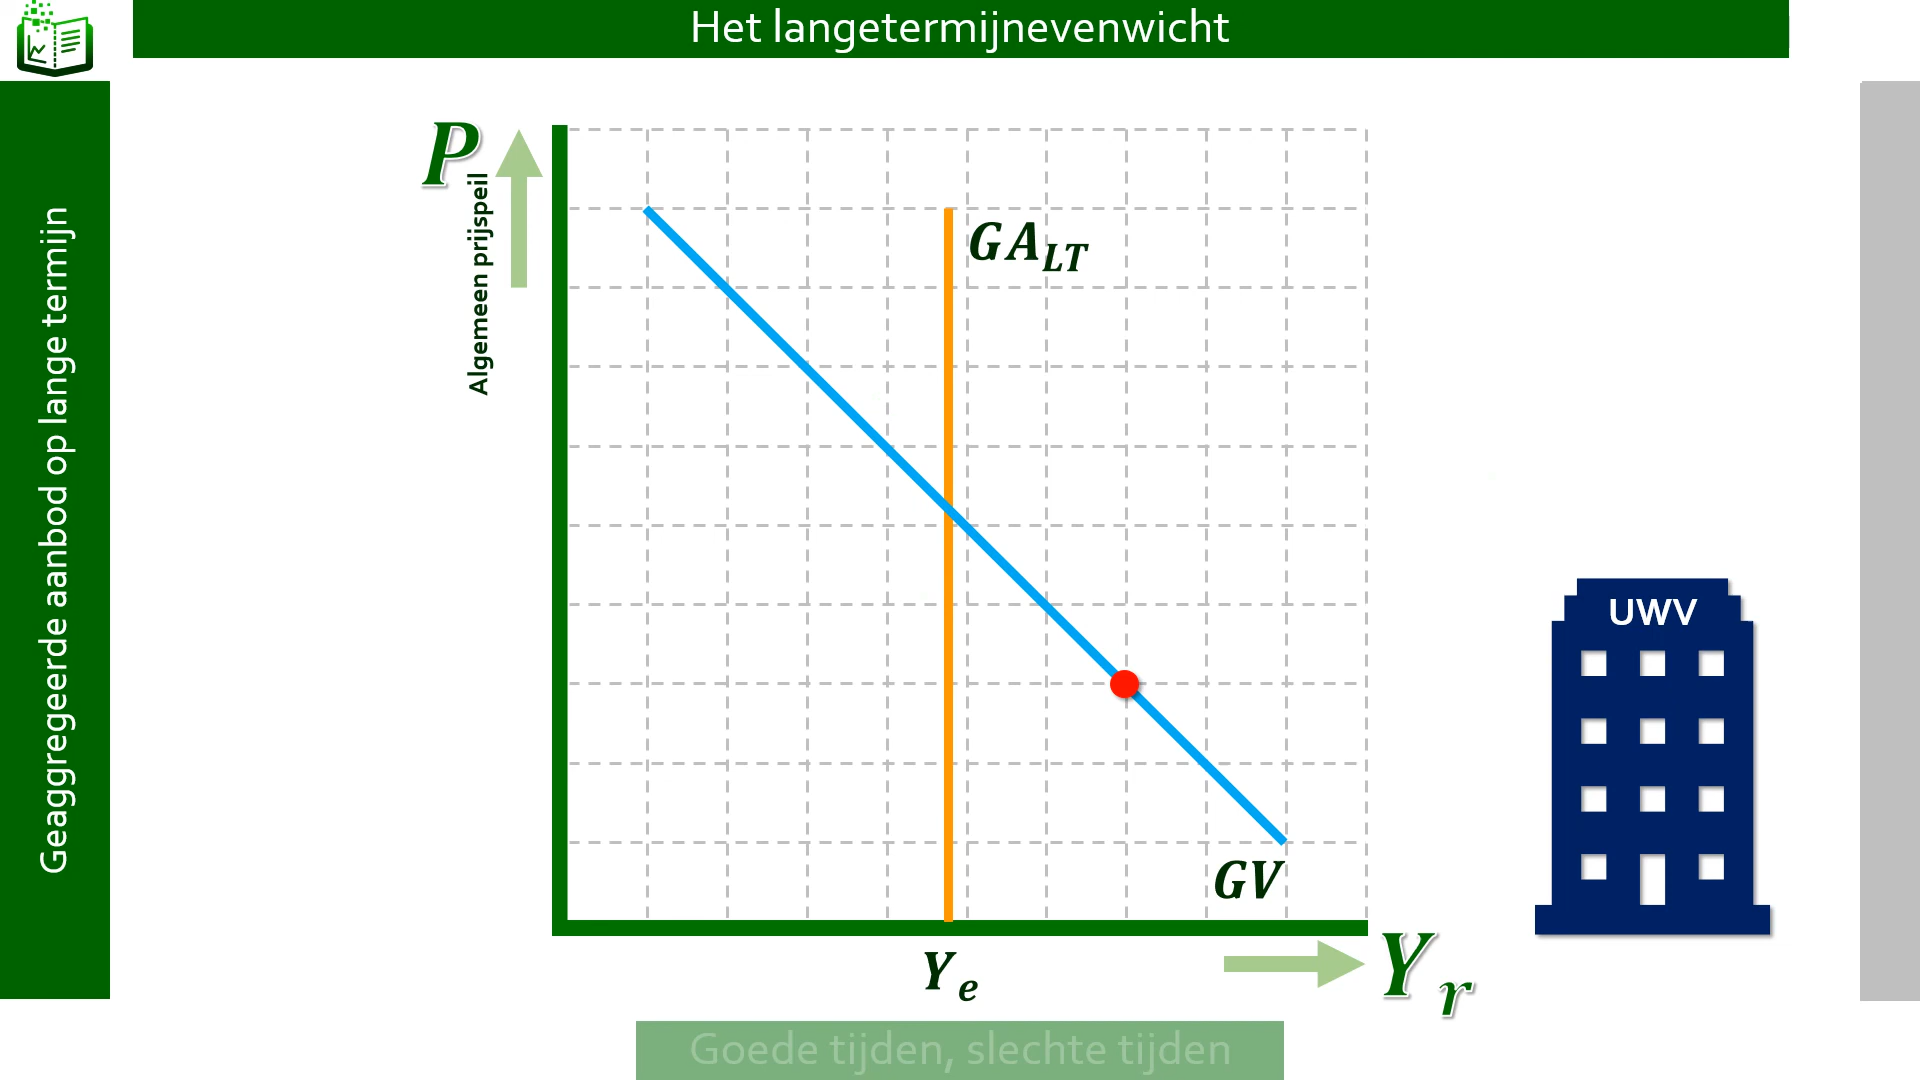 Het langetermijnevenwicht
Geaggregeerde aanbod op lange termijn
P
Algemeen prijspeil
GA_LT
UWV
GV
Y_e
Y_r
Goede tijden, slechte tijden